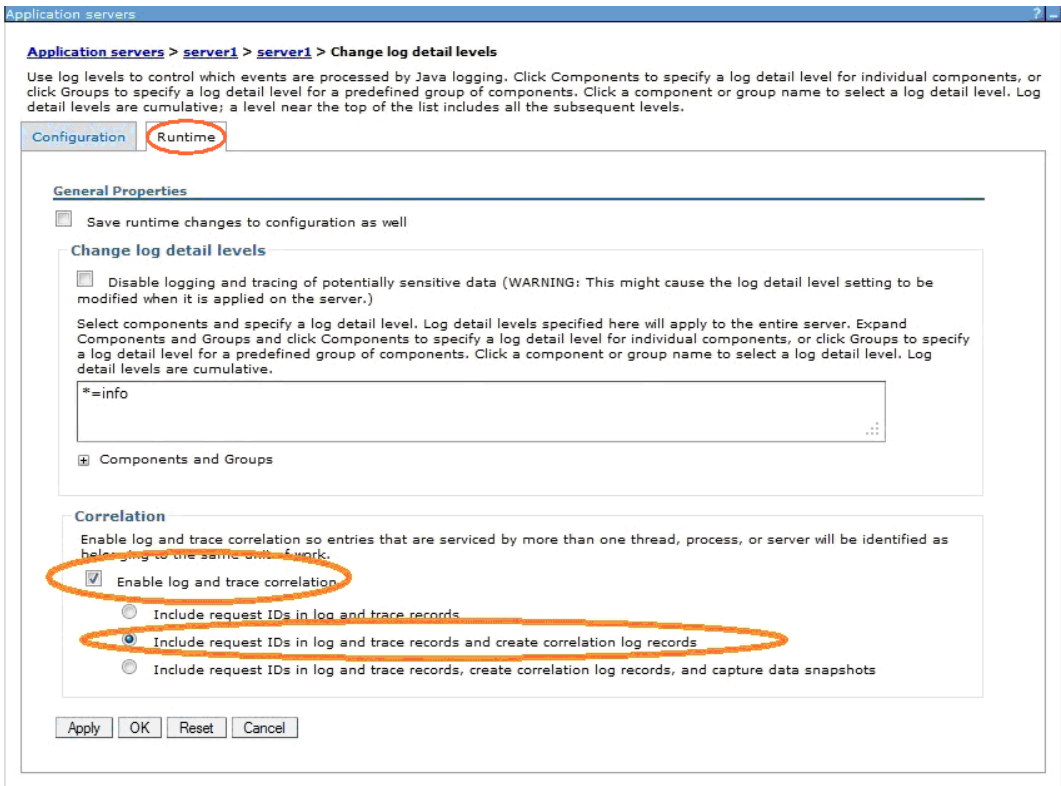 Application servers ? _
Application servers > server1 > server1 > Change log detail levels
Use log levels to control which events are processed by Java logging. Click Components to specify a log detail level for individual components, or
click Groups to specify a log detail level for a predefined group of components. Click a component or group name to select a log detail level. Log
detail levels are cumulative; a level near the top of the list includes all the subsequent levels.
Configuration Runtime
General Properties
Save runtime changes to configuration as well
Change log detail levels
Disable logging and tracing of potentially sensitive data (WARNING: This might cause the log detail level setting to be
modified when it is applied on the server.)
Select components and specify a log detail level. Log detail levels specified here will apply to the entire server. Expand
Components and Groups and click Components to specify a log detail level for individual components, or click Groups to specify
a log detail level for a predefined group of components. Click a component or group name to select a log detail level. Log
detail levels are cumulative.
*=info
Components and Groups
Correlation
Enable log and trace correlation so entries that are serviced by more than one thread, process, or server will be identified as
belonging to the same unit of work.
Enable log and trace correlation
Include request IDs in log and trace records
Include request IDs in log and trace records and create correlation log records
Include request IDs in log and trace records, create correlation log records, and capture data snapshots
Apply OK Reset Cancel